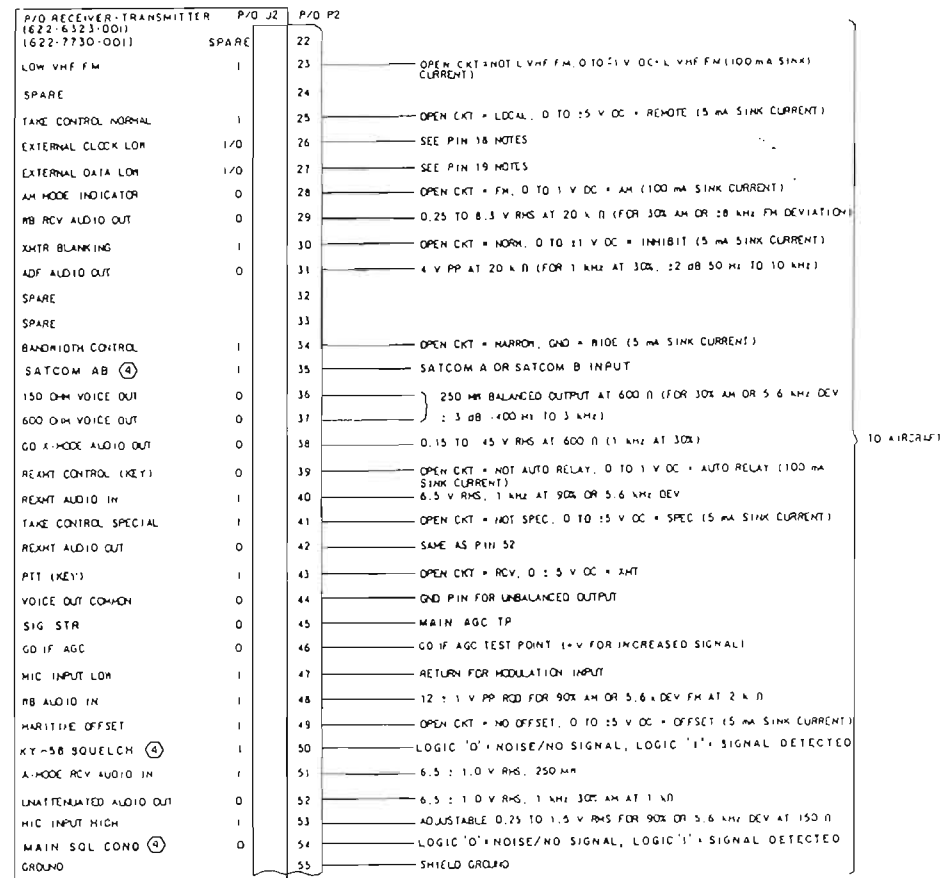 P/O RECEIVER-TRANSMITTER P/O J2 P/O P2
(622-6323-001)
(622-7730-001) SPARE 22
LOW VHF FM I 23 OPEN CKT=NOT L VHF FM, 0 TO ±1 V DC= L VHF FM (100 mA SINK CURRENT)
SPARE 24
TAKE CONTROL NORMAL I 25 OPEN CKT = LOCAL, 0 TO ±5 V DC = REMOTE (5 mA SINK CURRENT)
EXTERNAL CLOCK LOW I/O 26 SEE PIN 18 NOTES
EXTERNAL DATA LOW I/O 27 SEE PIN 19 NOTES
AM MODE INDICATOR O 28 OPEN CKT = FM, 0 TO 1 V DC = AM (100 mA SINK CURRENT)
WB RCV AUDIO OUT O 29 0.25 TO 8.3 V RMS AT 20 k Ω (FOR 30% AM OR ±8 kHz FM DEVIATION)
XMTR BLANKING I 30 OPEN CKT = NORM, 0 TO ±1 V DC = INHIBIT (5 mA SINK CURRENT)
ADF AUDIO OUT O 31 4 V PP AT 20 k Ω (FOR 1 kHz AT 30%, ±2 dB 50 Hz TO 10 kHz)
SPARE 32
SPARE 33
BANDWIDTH CONTROL I 34 OPEN CKT = NARROW, GND = WIDE (5 mA SINK CURRENT)
SATCOM AB 4 I 35 SATCOM A OR SATCOM B INPUT
150 OHM VOICE OUT O 36 250 MW BALANCED OUTPUT AT 600 Ω (FOR 30% AM OR 5.6 kHz DEV
600 OHM VOICE OUT O 37 ± 3 dB -400 Hz TO 3 kHz)
GD X-MODE AUDIO OUT O 38 0.15 TO 45 V RMS AT 600 Ω (1 kHz AT 30%)
TO AIRCRAFT
REXMT CONTROL (KEY) O 39 OPEN CKT = NOT AUTO RELAY, 0 TO 1 V DC = AUTO RELAY (100 mA SINK CURRENT)
REXMT AUDIO IN I 40 6.5 V RMS, 1 kHz AT 90% OR 5.6 kHz DEV
TAKE CONTROL SPECIAL I 41 OPEN CKT = NOT SPEC, 0 TO ±5 V DC = SPEC (5 mA SINK CURRENT)
REXMT AUDIO OUT O 42 SAME AS PIN 52
PTT (KEY) I 43 OPEN CKT = RCV, 0 ± 5 V DC = XMT
VOICE OUT COMMON O 44 GND PIN FOR UNBALANCED OUTPUT
SIG STR O 45 MAIN AGC TP
GD IF AGC O 46 GD IF AGC TEST POINT (+V FOR INCREASED SIGNAL)
MIC INPUT LOW I 47 RETURN FOR MODULATION INPUT
WB AUDIO IN I 48 12 ± 1 V PP RQD FOR 90% AM OR 5.6 k DEV FM AT 2 k Ω
MARITIME OFFSET I 49 OPEN CKT = NO OFFSET, 0 TO ±5 V DC = OFFSET (5 mA SINK CURRENT)
KY-58 SQUELCH 4 I 50 LOGIC '0'=NOISE/NO SIGNAL, LOGIC '1'= SIGNAL DETECTED
X-MODE RCV AUDIO IN I 51 6.5 ± 1.0 V RMS, 250 MW
UNATTENUATED AUDIO OUT O 52 6.5 ± 1.0 V RMS, 1 kHz 30% AM AT 1 kΩ
MIC INPUT HIGH I 53 ADJUSTABLE 0.25 TO 1.5 V RMS FOR 90% OR 5.6 kHz DEV AT 150 Ω
MAIN SQL COND 4 O 54 LOGIC '0'=NOISE/NO SIGNAL, LOGIC '1'= SIGNAL DETECTED
GROUND 55 SHIELD GROUND